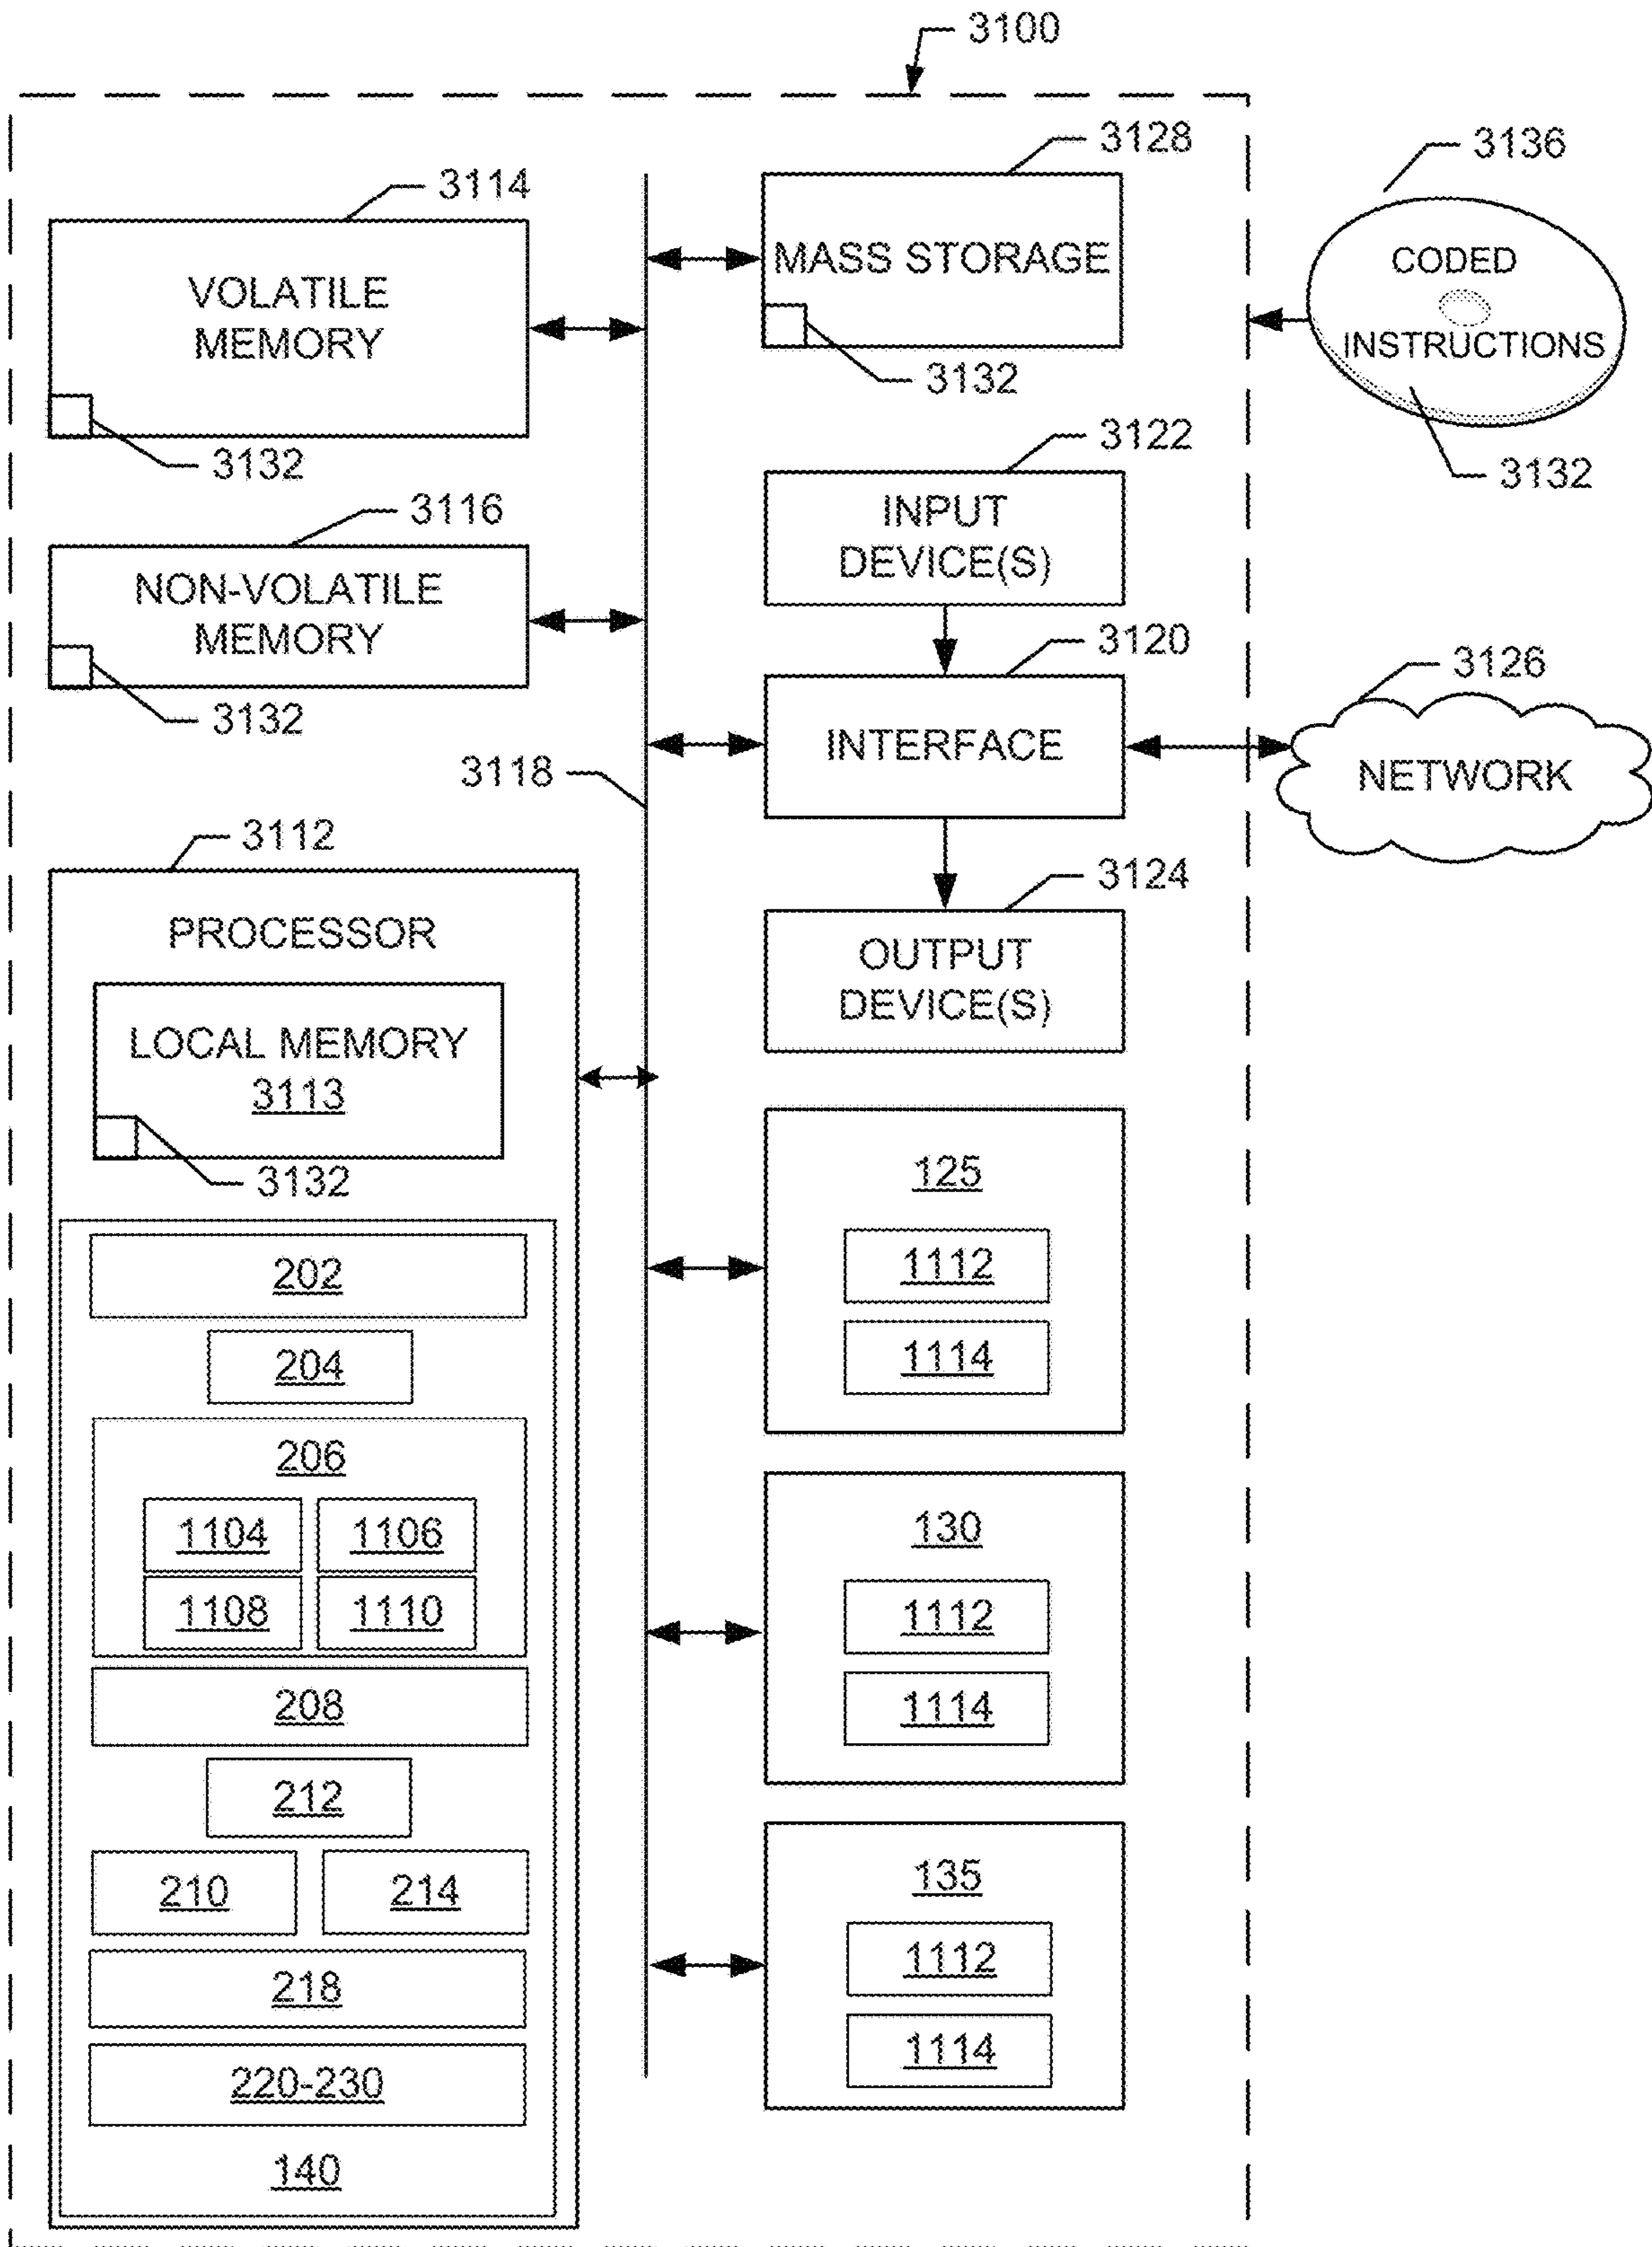 3100
3128
3136
3114
MASS STORAGE
CODED
INSTRUCTIONS
VOLATILE
MEMORY
3132
3132
3132
3122
3116
INPUT
DEVICE(S)
NON-VOLATILE
MEMORY
3132
3120
3126
INTERFACE
NETWORK
3118
3112
3124
PROCESSOR
OUTPUT
DEVICE(S)
LOCAL MEMORY
3113
3132
125
1112
1114
202
204
206
1104
1106
1108
1110
130
1112
1114
208
212
210
214
135
1112
1114
218
220-230
140